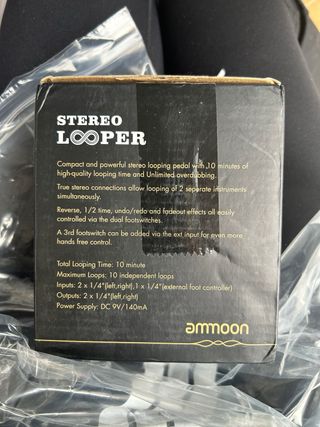 STEREO
LOOPER
Compact and powerful stereo looping pedal with 10 minutes of
high-quality looping time and Unlimited overdubbing.
True stereo connections allow looping of 2 separate instruments
simultaneously.
Reverse, 1/2 time, undo/redo and fadeout effects all easily
controlled via the dual footswitches.
A 3rd footswitch can be added via the ext input for even more
hands free control.
Total Looping Time: 10 minute
Maximum Loops: 10 independent loops
Inputs: 2 x 1/4"(left,right),1 x 1/4"(external foot controller)
Outputs: 2 x 1/4"(left,right)
Power Supply: DC 9V/140mA
ammoon